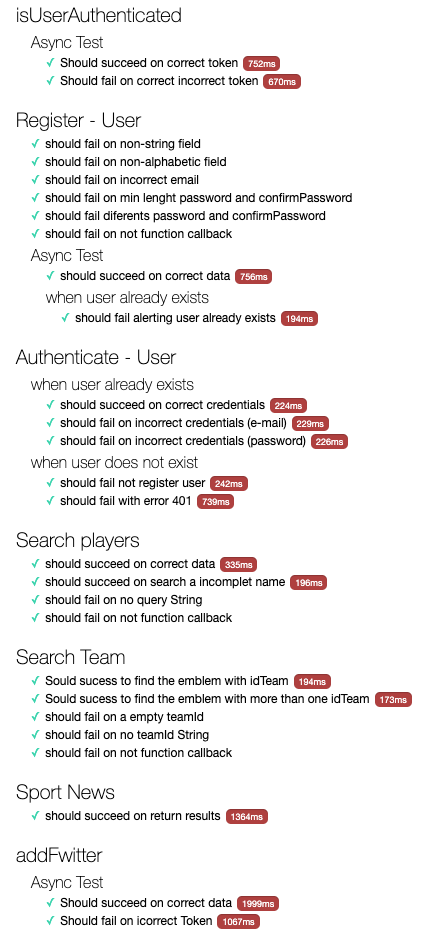 isUserAuthenticated
Async Test
✓ Should succeed on correct token 752ms
✓ Should fail on correct incorrect token 670ms
Register - User
✓ should fail on non-string field
✓ should fail on non-alphabetic field
✓ should fail on incorrect email
✓ should fail on min lenght password and confirmPassword
✓ should fail diferents password and confirmPassword
✓ should fail on not function callback
Async Test
✓ should succeed on correct data 756ms
when user already exists
✓ should fail alerting user already exists 194ms
Authenticate - User
when user already exists
✓ should succeed on correct credentials 224ms
✓ should fail on incorrect credentials (e-mail) 229ms
✓ should fail on incorrect credentials (password) 226ms
when user does not exist
✓ should fail not register user 242ms
✓ should fail with error 401 739ms
Search players
✓ should succeed on correct data 335ms
✓ should succeed on search a incomplet name 196ms
✓ should fail on no query String
✓ should fail on not function callback
Search Team
✓ Sould sucess to find the emblem with idTeam 194ms
✓ Sould sucess to find the emblem with more than one idTeam 173ms
✓ should fail on a empty teamId
✓ should fail on no teamId String
✓ should fail on not function callback
Sport News
✓ should succeed on return results 1364ms
addFwitter
Async Test
✓ Should succeed on correct data 1999ms
✓ Should fail on icorrect Token 1067ms